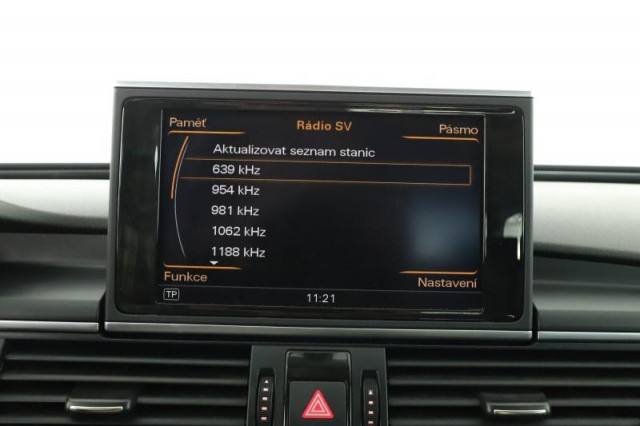 Paměť
Rádio SV
Pásmo
Aktualizovat seznam stanic
639 kHz
954 kHz
981 kHz
1062 kHz
1188 kHz
Funkce
Nastavení
TP
11:21